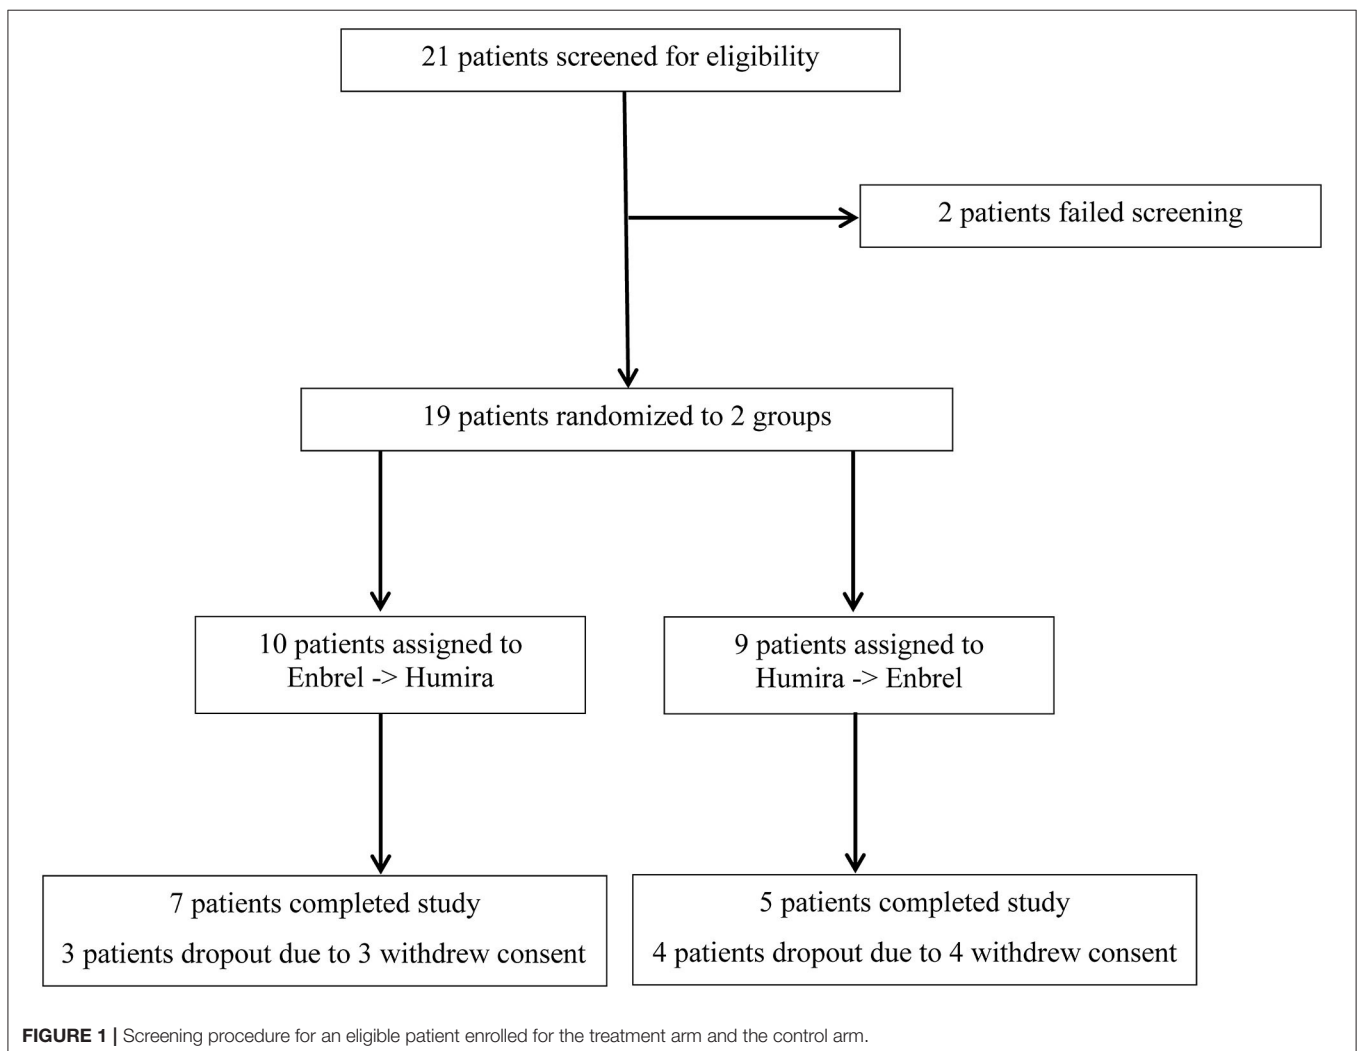 21 patients screened for eligibility
2 patients failed screening
19 patients randomized to 2 groups
10 patients assigned to
Enbrel -> Humira
9 patients assigned to
Humira -> Enbrel
7 patients completed study
3 patients dropout due to 3 withdrew consent
5 patients completed study
4 patients dropout due to 4 withdrew consent
FIGURE 1 | Screening procedure for an eligible patient enrolled for the treatment arm and the control arm.